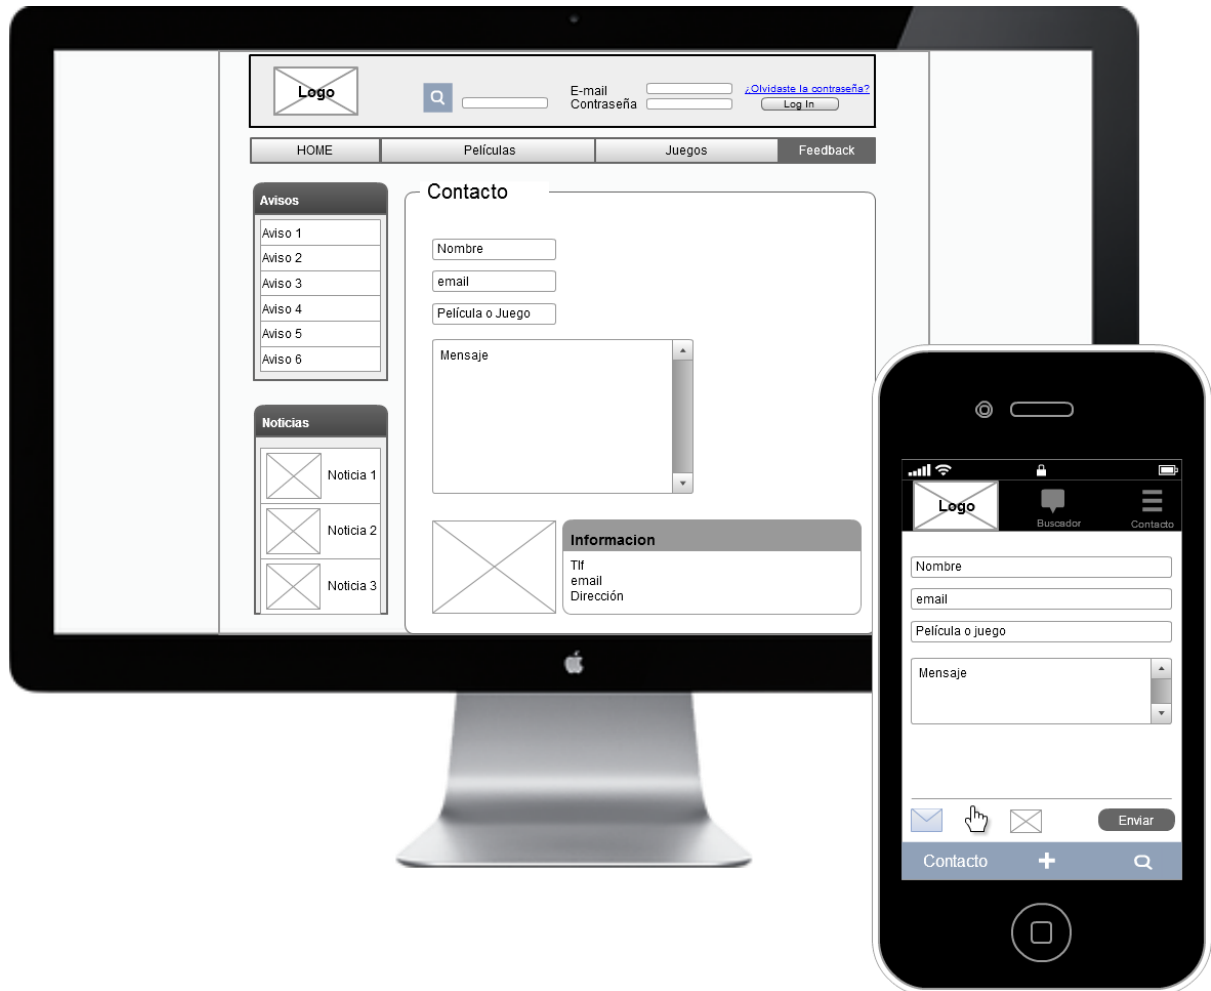 Logo
E-mail
Contraseña
¿Olvidaste la contraseña?
Log In
HOME
Películas
Juegos
Feedback
Avisos
Aviso 1
Aviso 2
Aviso 3
Aviso 4
Aviso 5
Aviso 6
Noticias
Noticia 1
Noticia 2
Noticia 3
Contacto
Nombre
email
Película o Juego
Mensaje
Informacion
Tlf
email
Dirección
Logo
Buscador
Contacto
Nombre
email
Película o juego
Mensaje
Enviar
Contacto